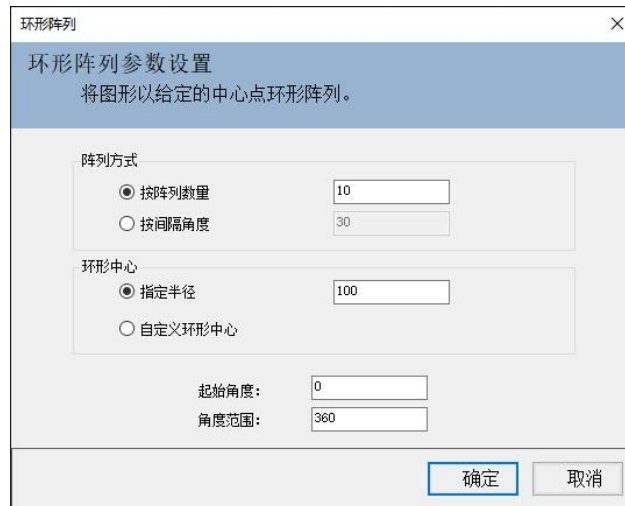 环形阵列
环形阵列参数设置
将图形以给定的中心点环形阵列。
阵列方式
按阵列数量 10
按间隔角度 30
环形中心
指定半径 100
自定义环形中心
起始角度: 0
角度范围: 360
确定 取消